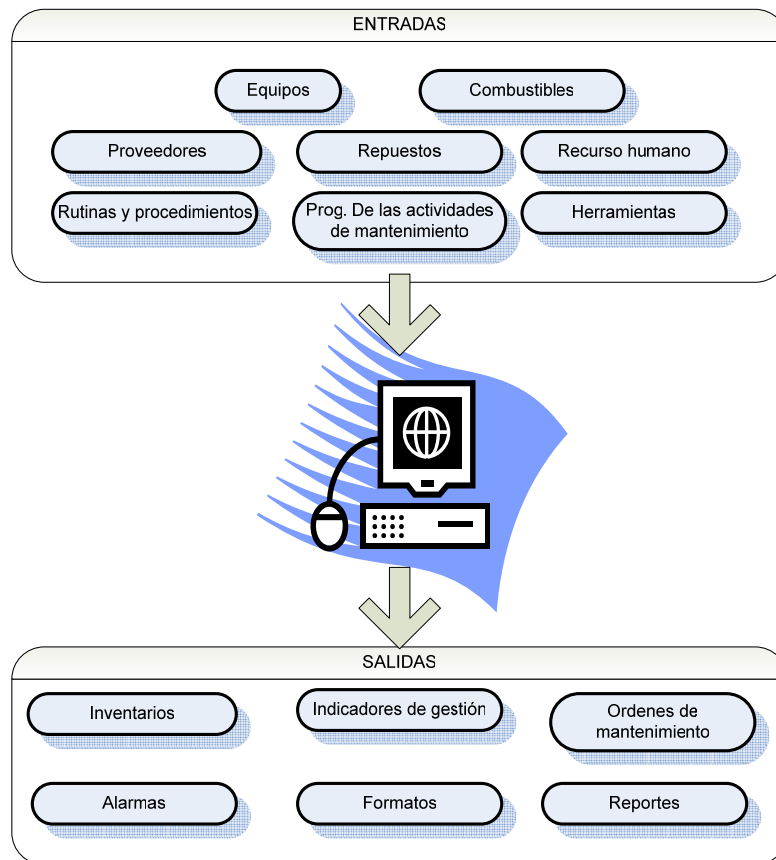 ENTRADAS
Equipos
Combustibles
Proveedores
Repuestos
Recurso humano
Rutinas y procedimientos
Prog. De las actividades
de mantenimiento
Herramientas
SALIDAS
Inventarios
Indicadores de gestión
Ordenes de
mantenimiento
Alarmas
Formatos
Reportes